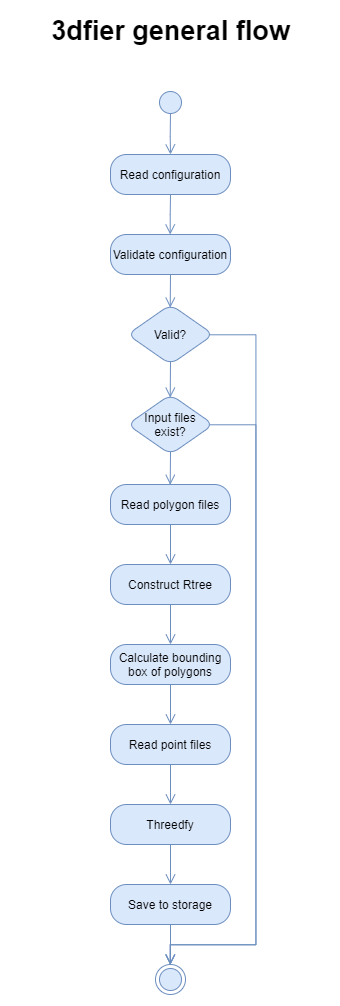 3dfier general flow
Read configuration
Validate configuration
Valid?
Input files
exist?
Read polygon files
Construct Rtree
Calculate bounding
box of polygons
Read point files
Threedfy
Save to storage